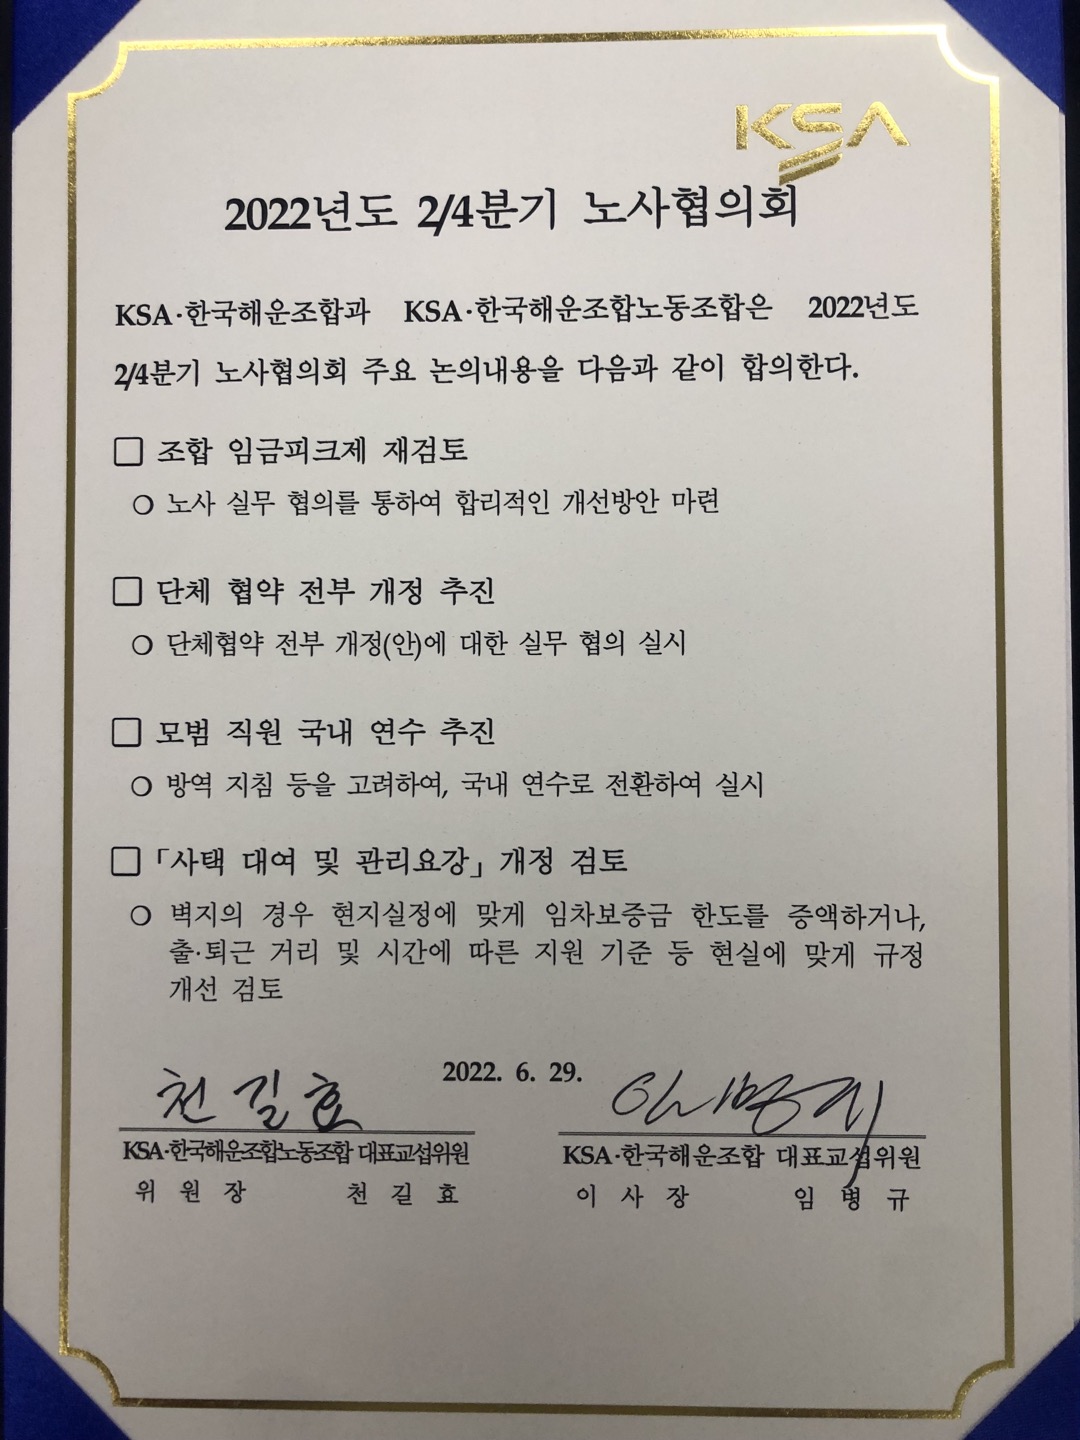 KSA
2022년도 2/4분기 노사협의회
KSA·한국해운조합과 KSA·한국해운조합노동조합은 2022년도
2/4분기 노사협의회 주요 논의내용을 다음과 같이 합의한다.
□ 조합 임금피크제 재검토
○ 노사 실무 협의를 통하여 합리적인 개선방안 마련
□ 단체 협약 전부 개정 추진
○ 단체협약 전부 개정(안)에 대한 실무 협의 실시
□ 모범 직원 국내 연수 추진
○ 방역 지침 등을 고려하여, 국내 연수로 전환하여 실시
□ 「사택 대여 및 관리요강」 개정 검토
○ 벽지의 경우 현지실정에 맞게 임차보증금 한도를 증액하거나,
출·퇴근 거리 및 시간에 따른 지원 기준 등 현실에 맞게 규정
개선 검토
2022. 6. 29.
천길효
KSA·한국해운조합노동조합 대표교섭위원
위 원 장 천 길 효
KSA·한국해운조합 대표교섭위원
이 사 장 임 병 규